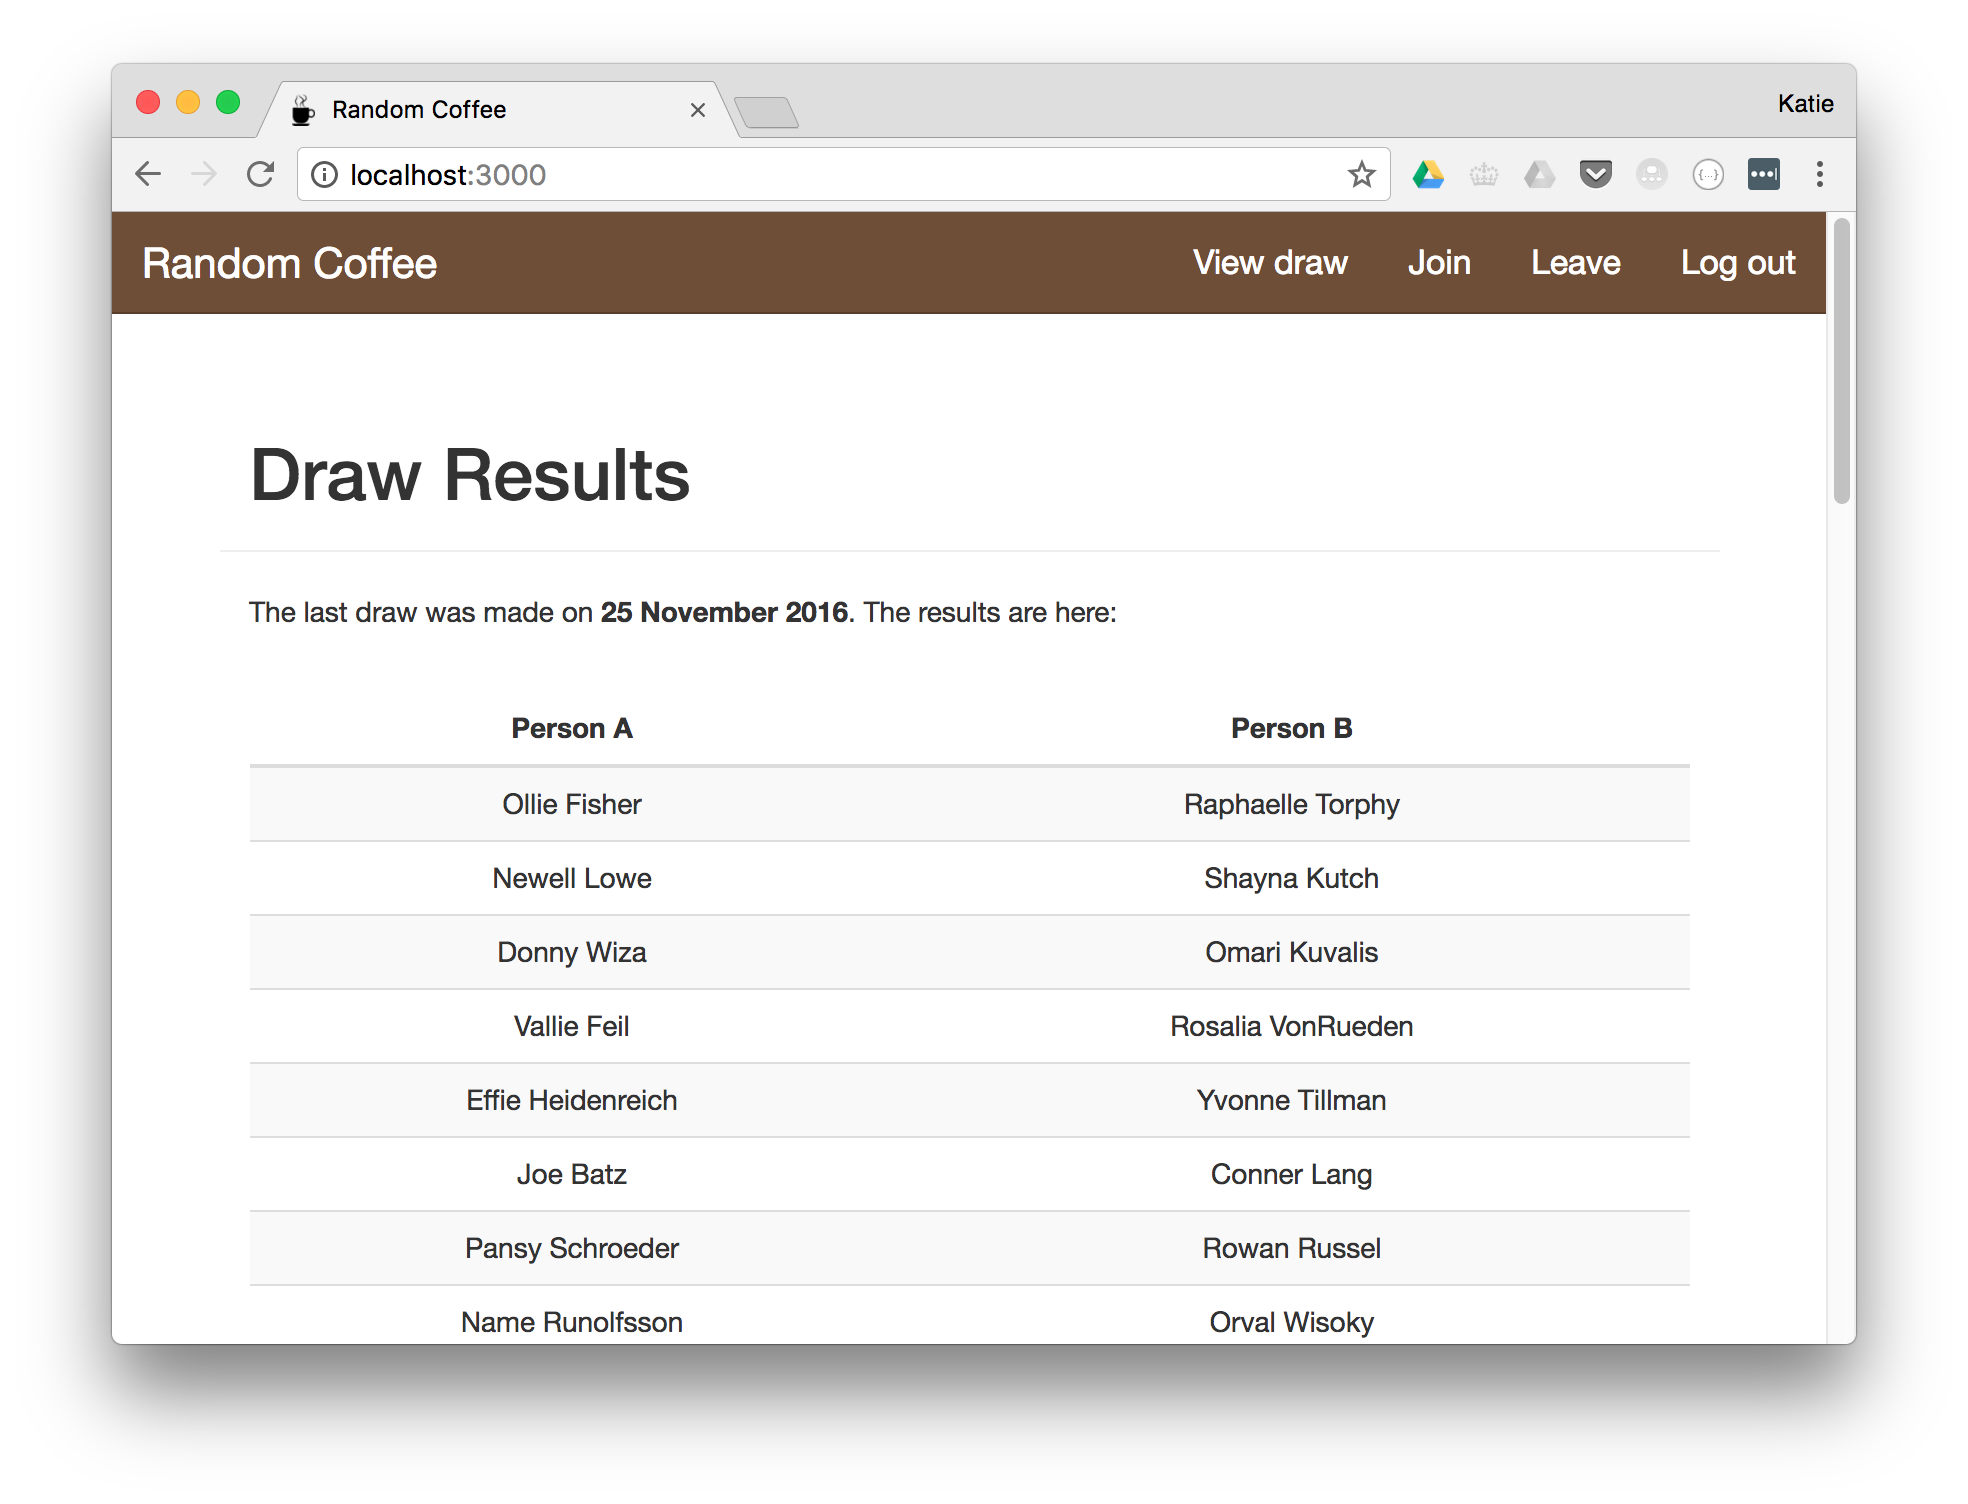 Random Coffee
Katie
localhost:3000
Random Coffee View draw Join Leave Log out
Draw Results
The last draw was made on 25 November 2016. The results are here:
Person A Person B
Ollie Fisher Raphaelle Torphy
Newell Lowe Shayna Kutch
Donny Wiza Omari Kuvalis
Vallie Feil Rosalia VonRueden
Effie Heidenreich Yvonne Tillman
Joe Batz Conner Lang
Pansy Schroeder Rowan Russel
Name Runolfsson Orval Wisoky